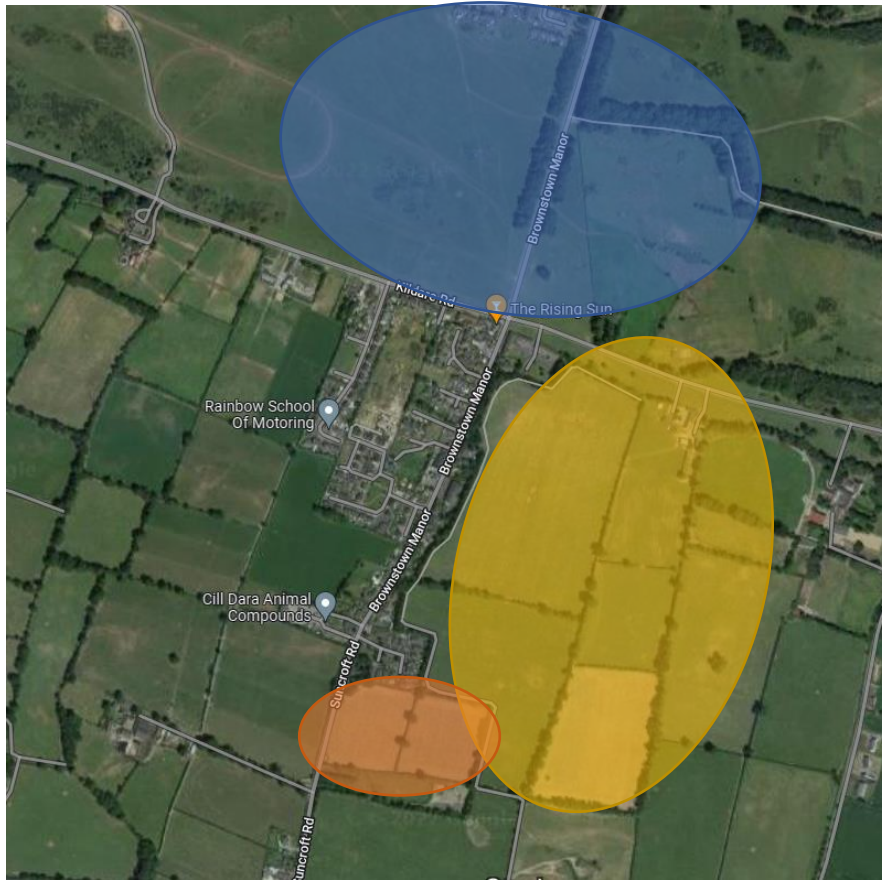 Brownstown Manor
Kildare Rd
The Rising Sun
Rainbow School
Of Motoring
Brownstown Manor
Brownstown Manor
Cill Dara Animal
Compounds
Suncroft Rd
Suncroft Rd